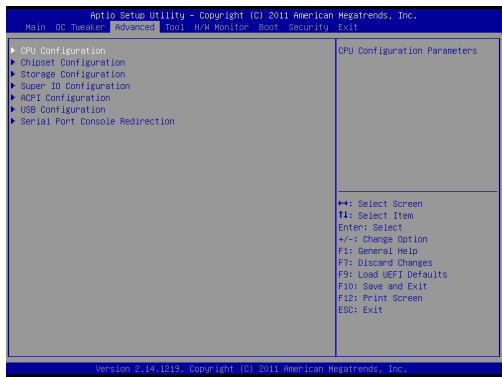 Aptio Setup Utility - Copyright (C) 2011 American Megatrends, Inc.
Main OC Tweaker Advanced Tool H/W Monitor Boot Security Exit
CPU Configuration
Chipset Configuration
Storage Configuration
Super IO Configuration
ACPI Configuration
USB Configuration
Serial Port Console Redirection
CPU Configuration Parameters
↔: Select Screen
↑↓: Select Item
Enter: Select
+/-: Change Option
F1: General Help
F7: Discard Changes
F9: Load UEFI Defaults
F10: Save and Exit
F12: Print Screen
ESC: Exit
Version 2.14.1219. Copyright (C) 2011 American Megatrends, Inc.